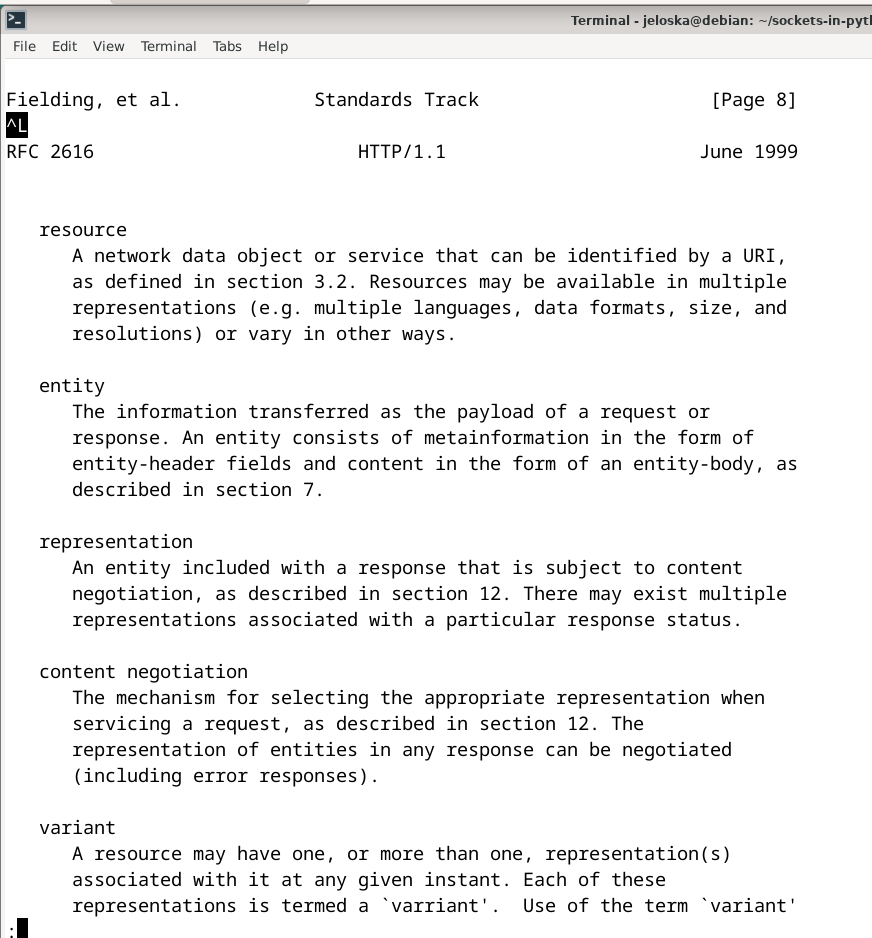 Terminal - jeloska@debian: ~/sockets-in-pyth
File Edit View Terminal Tabs Help
Fielding, et al. Standards Track [Page 8]
^L
RFC 2616 HTTP/1.1 June 1999
resource
A network data object or service that can be identified by a URI,
as defined in section 3.2. Resources may be available in multiple
representations (e.g. multiple languages, data formats, size, and
resolutions) or vary in other ways.
entity
The information transferred as the payload of a request or
response. An entity consists of metainformation in the form of
entity-header fields and content in the form of an entity-body, as
described in section 7.
representation
An entity included with a response that is subject to content
negotiation, as described in section 12. There may exist multiple
representations associated with a particular response status.
content negotiation
The mechanism for selecting the appropriate representation when
servicing a request, as described in section 12. The
representation of entities in any response can be negotiated
(including error responses).
variant
A resource may have one, or more than one, representation(s)
associated with it at any given instant. Each of these
representations is termed a `varriant'. Use of the term `variant'
: